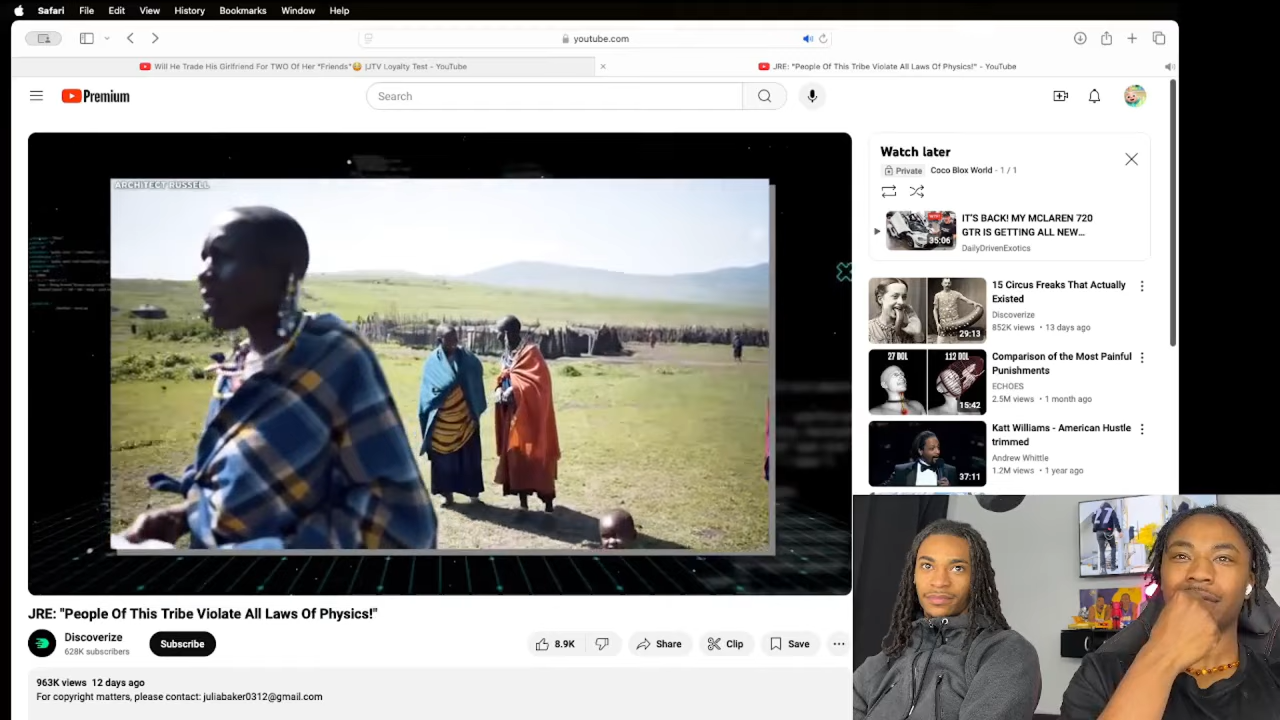 Safari File Edit View History Bookmarks Window Help
youtube.com
Will He Trade His Girlfriend For TWO Of Her *Friends*😳 |JTV Loyalty Test - YouTube
JRE: "People Of This Tribe Violate All Laws Of Physics!" - YouTube
Premium
Search
ARCHITECT RUSSELL
Watch later
Private Coco Blox World - 1 / 1
IT'S BACK! MY MCLAREN 720
GTR IS GETTING ALL NEW...
DailyDrivenExotics
35:06
15 Circus Freaks That Actually
Existed
Discoverize
852K views • 13 days ago
29:13
27 DOL 112 DOL
Comparison of the Most Painful
Punishments
ECHOES
2.5M views • 1 month ago
15:42
Katt Williams - American Hustle
trimmed
Andrew Whittle
1.2M views • 1 year ago
37:11
JRE: "People Of This Tribe Violate All Laws Of Physics!"
Discoverize
628K subscribers
Subscribe
8.9K
Share
Clip
Save
963K views 12 days ago
For copyright matters, please contact: juliabaker0312@gmail.com